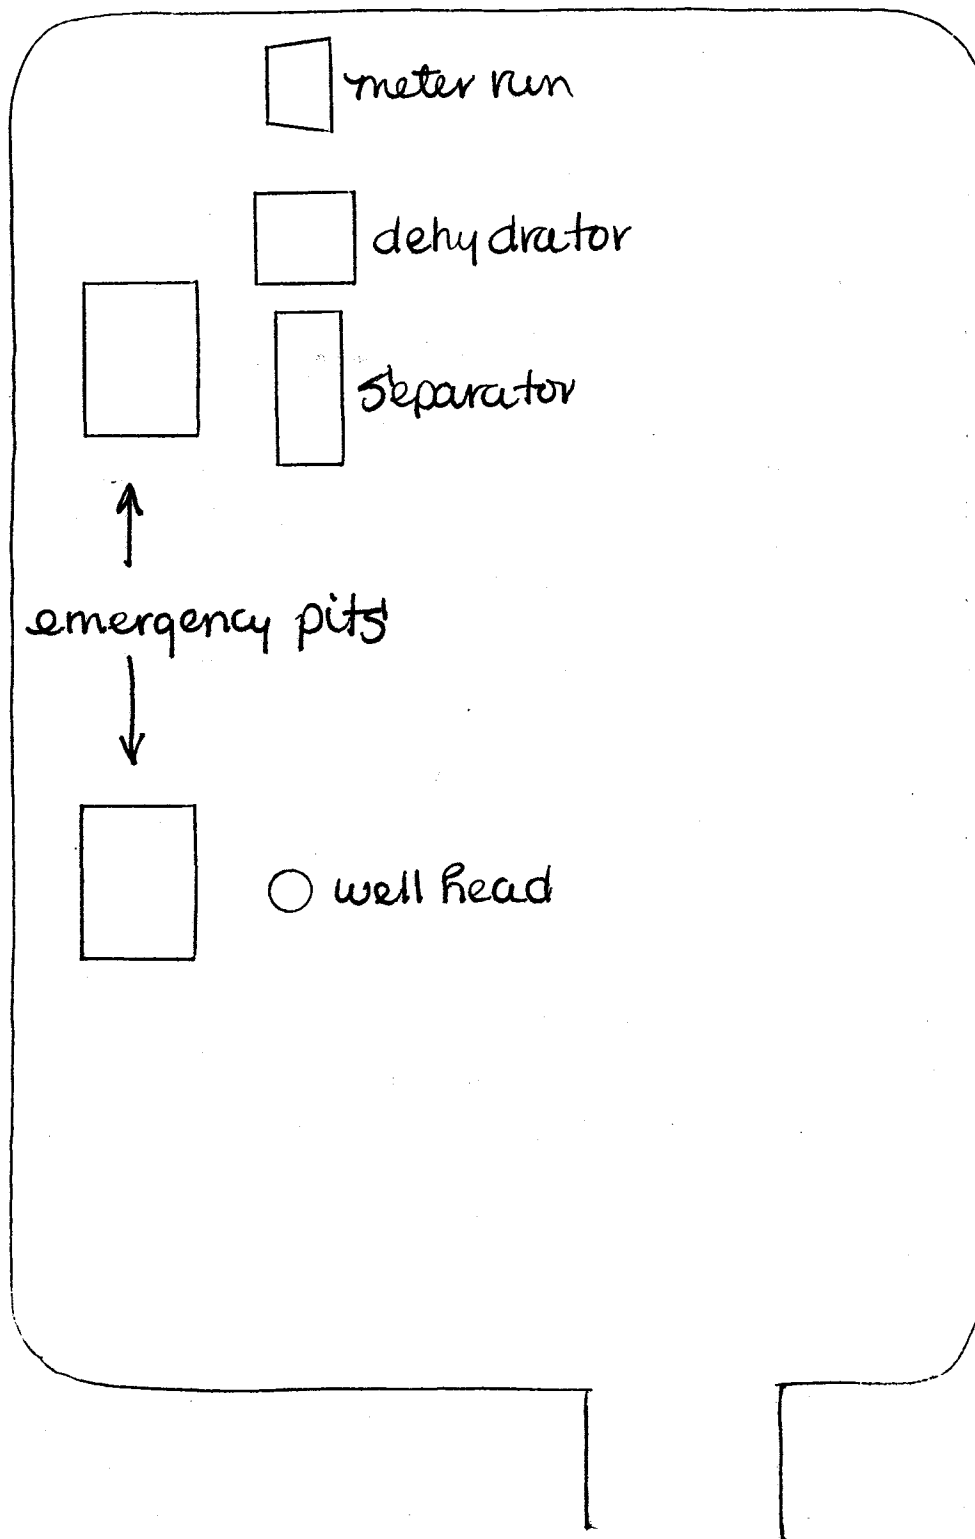 meter run
dehydrator
separator
emergency pits
well head